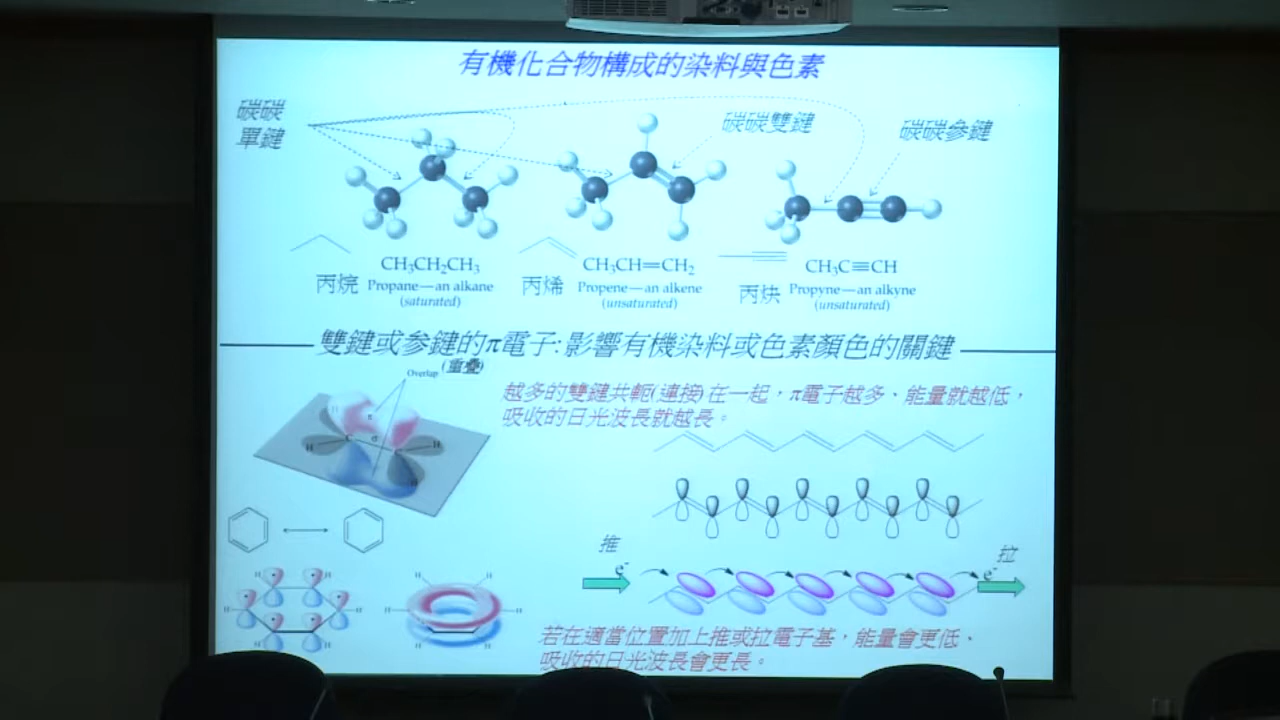 有機化合物構成的染料與色素
碳碳
單鍵
碳碳雙鍵
碳碳參鍵
CH₃CH₂CH₃
丙烷 Propane—an alkane
(saturated)
CH₃CH=CH₂
丙烯 Propene—an alkene
(unsaturated)
CH₃C≡CH
丙炔 Propyne—an alkyne
(unsaturated)
雙鍵或参鍵的π電子:影響有機染料或色素顏色的關鍵
Overlap (重疊)
越多的雙鍵共軛(連接)在一起,π電子越多、能量就越低,
吸收的日光波長就越長。
推
e⁻
拉
e⁻
若在適當位置加上推或拉電子基,能量會更低、
吸收的日光波長會更長。